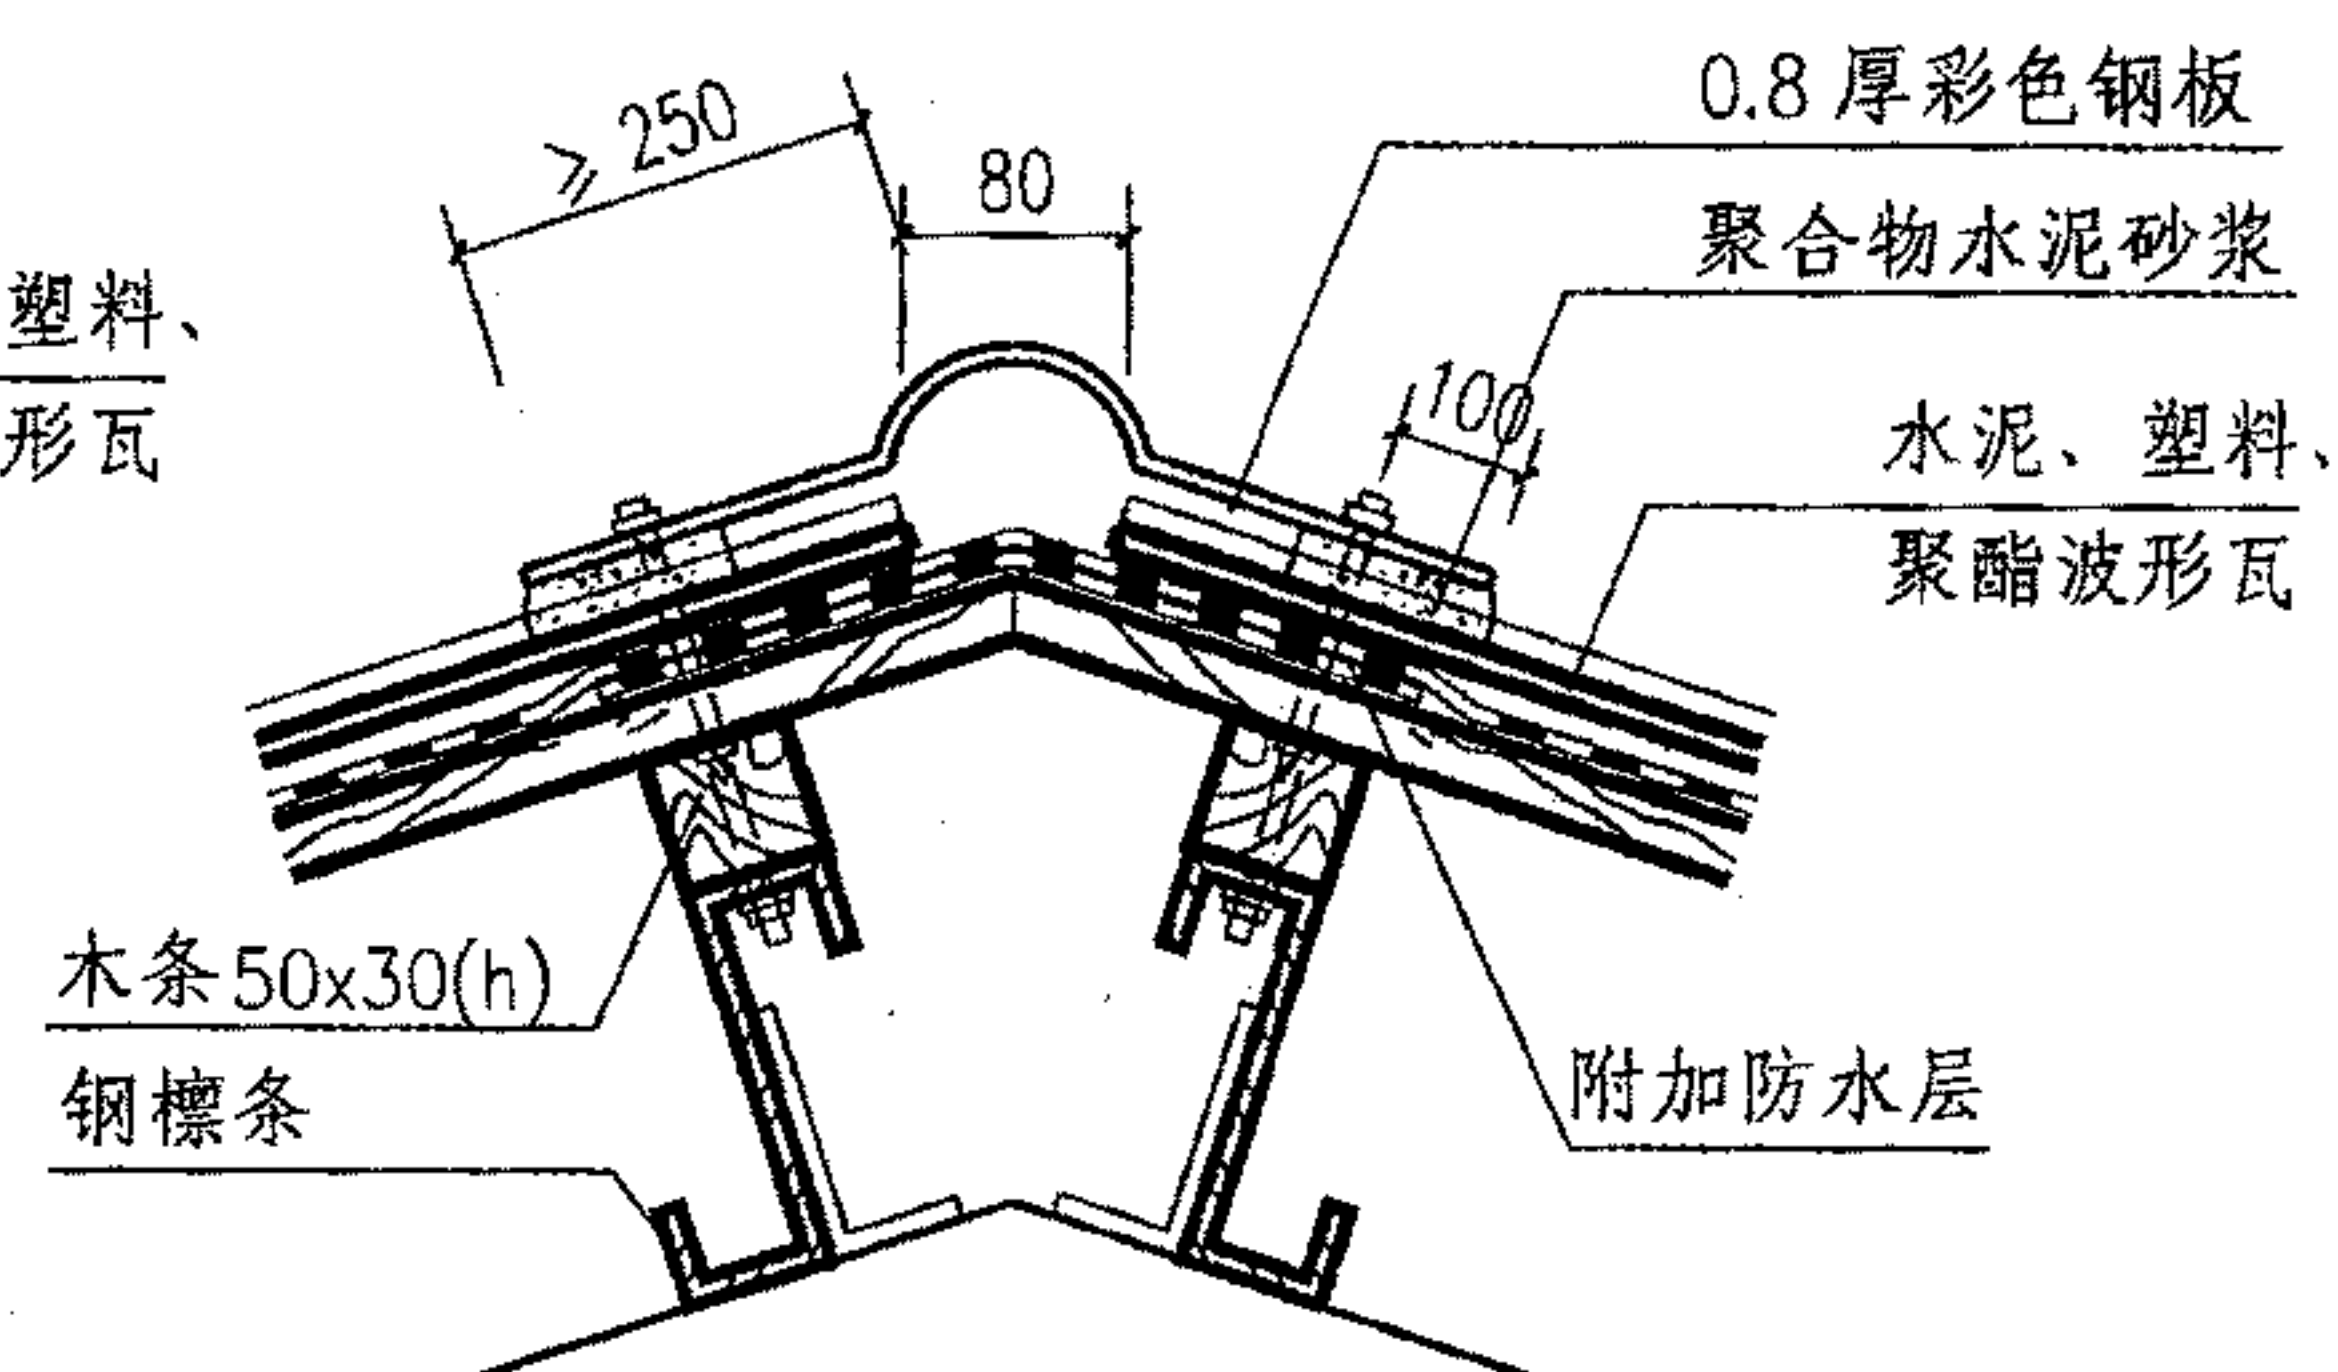 ≥250
80
0.8厚彩色钢板
聚合物水泥砂浆
100
塑料、
形瓦
水泥、塑料、
聚酯波形瓦
木条50x30(h)
钢檩条
附加防水层